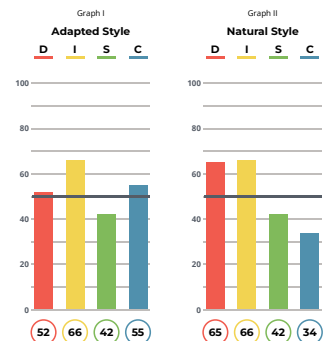 Graph I
Adapted Style
D I S C
100
80
60
40
20
0
52 66 42 55
Graph II
Natural Style
D I S C
100
80
60
40
20
0
65 66 42 34